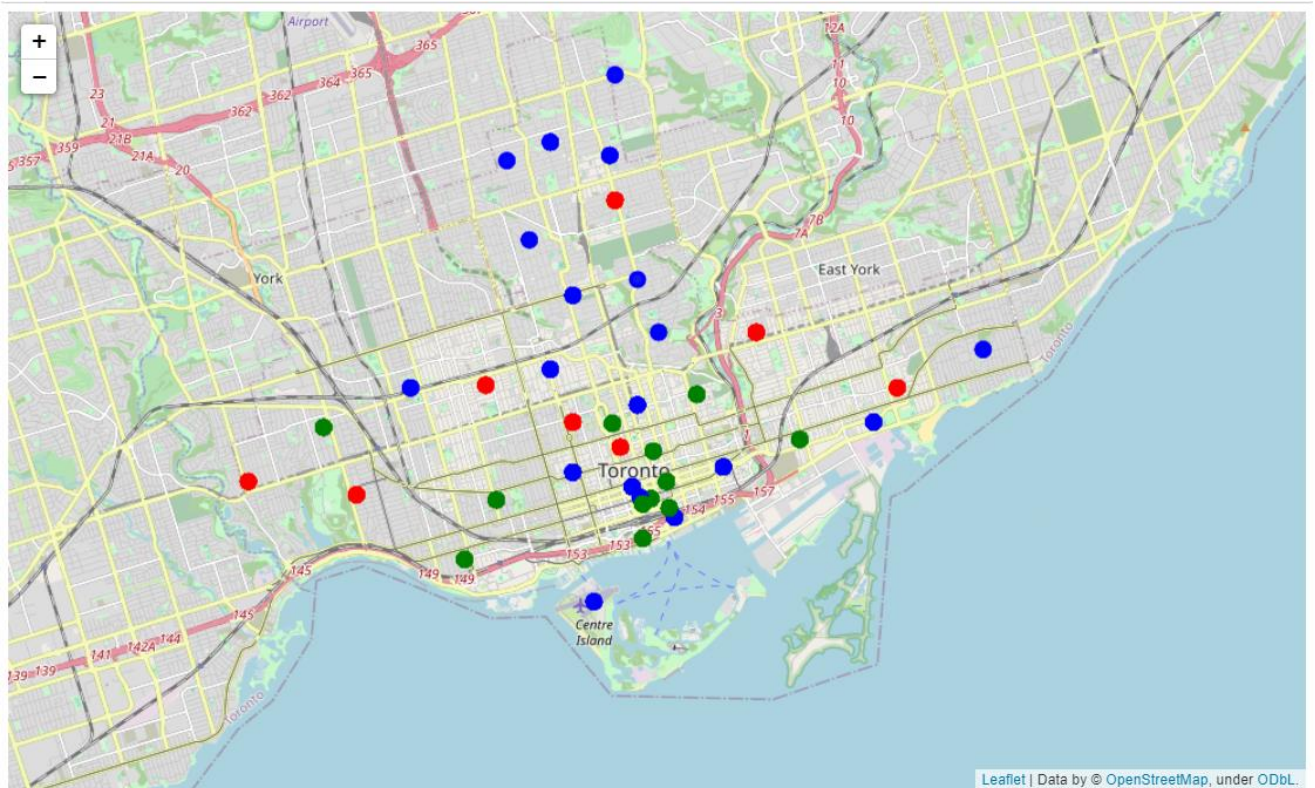 Airport
+
−
365
12A
365
364
362
362
11
10
10
23
21
21B
21A
359
357
20
7B
7A
York
East York
3
1
Toronto
Toronto
157
155
154
155
153
153
149
149
145
145
144
142A
141
139
139
Centre
Island
Toronto
Leaflet | Data by © OpenStreetMap, under ODbL.